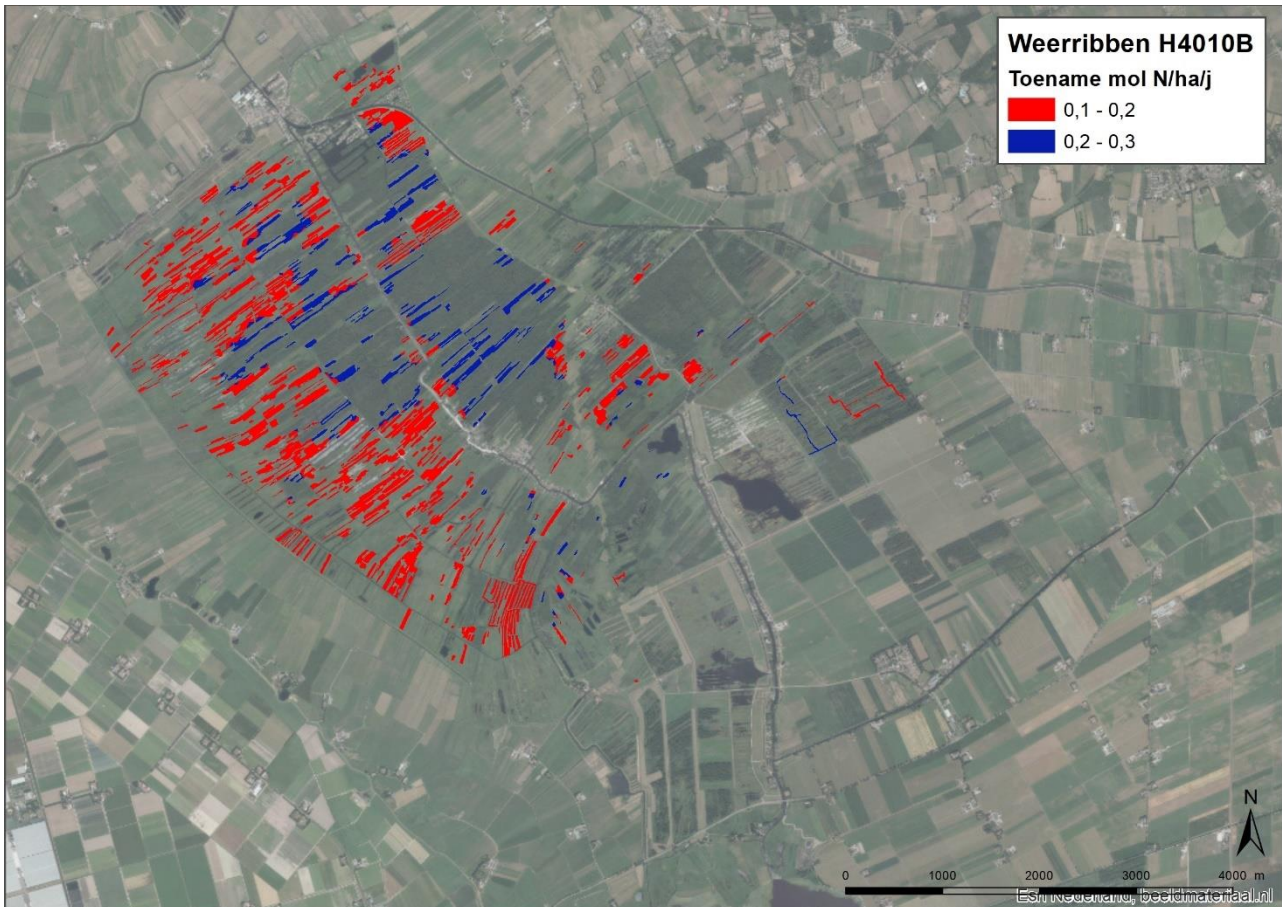 Weerribben H4010B
Toename mol N/ha/j
0,1 - 0,2
0,2 - 0,3
N
0 1000 2000 3000 4000 m
Esri Nederland, beeldmateriaal.nl